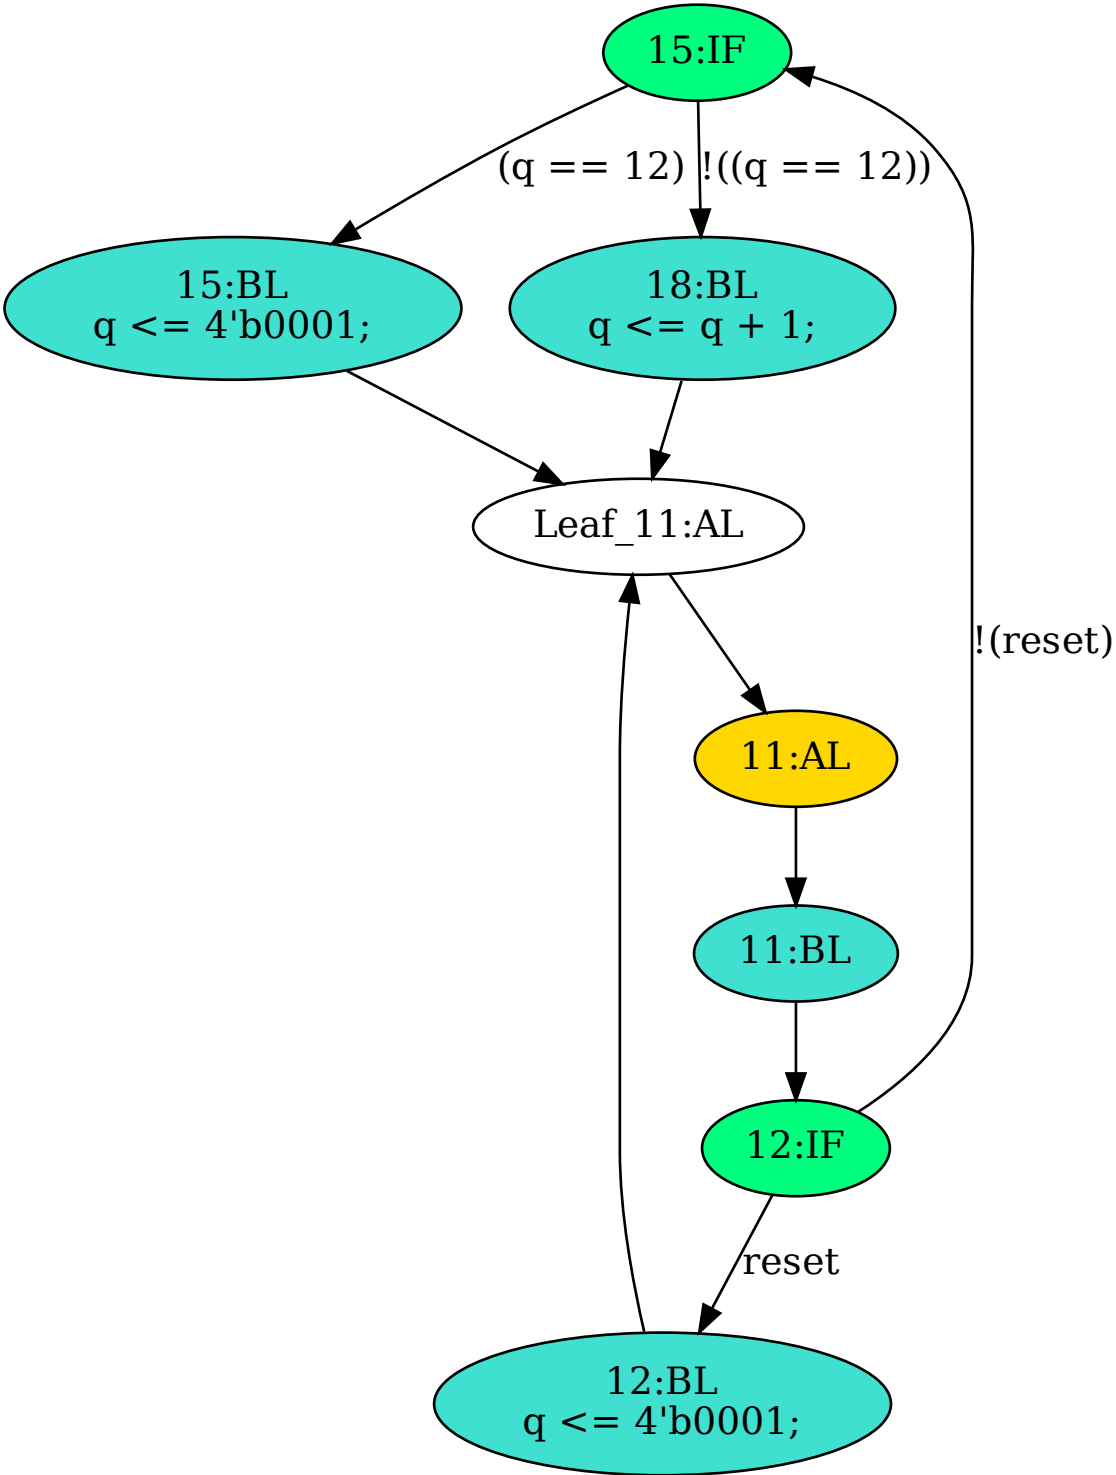 15:IF
(q == 12)
!((q == 12))
15:BL
q <= 4'b0001;
18:BL
q <= q + 1;
Leaf_11:AL
!(reset)
11:AL
11:BL
12:IF
reset
12:BL
q <= 4'b0001;